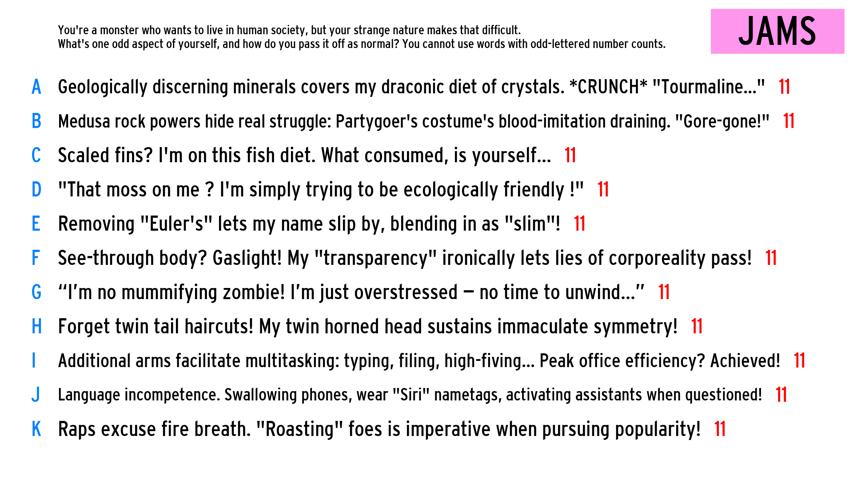 You're a monster who wants to live in human society, but your strange nature makes that difficult.
What's one odd aspect of yourself, and how do you pass it off as normal? You cannot use words with odd-lettered number counts.
JAMS
A Geologically discerning minerals covers my draconic diet of crystals. *CRUNCH* "Tourmaline..." 11
B Medusa rock powers hide real struggle: Partygoer's costume's blood-imitation draining. "Gore-gone!" 11
C Scaled fins? I'm on this fish diet. What consumed, is yourself... 11
D "That moss on me ? I'm simply trying to be ecologically friendly !" 11
E Removing "Euler's" lets my name slip by, blending in as "slim"! 11
F See-through body? Gaslight! My "transparency" ironically lets lies of corporeality pass! 11
G “I’m no mummifying zombie! I’m just overstressed – no time to unwind...” 11
H Forget twin tail haircuts! My twin horned head sustains immaculate symmetry! 11
I Additional arms facilitate multitasking: typing, filing, high-fiving... Peak office efficiency? Achieved! 11
J Language incompetence. Swallowing phones, wear "Siri" nametags, activating assistants when questioned! 11
K Raps excuse fire breath. "Roasting" foes is imperative when pursuing popularity! 11